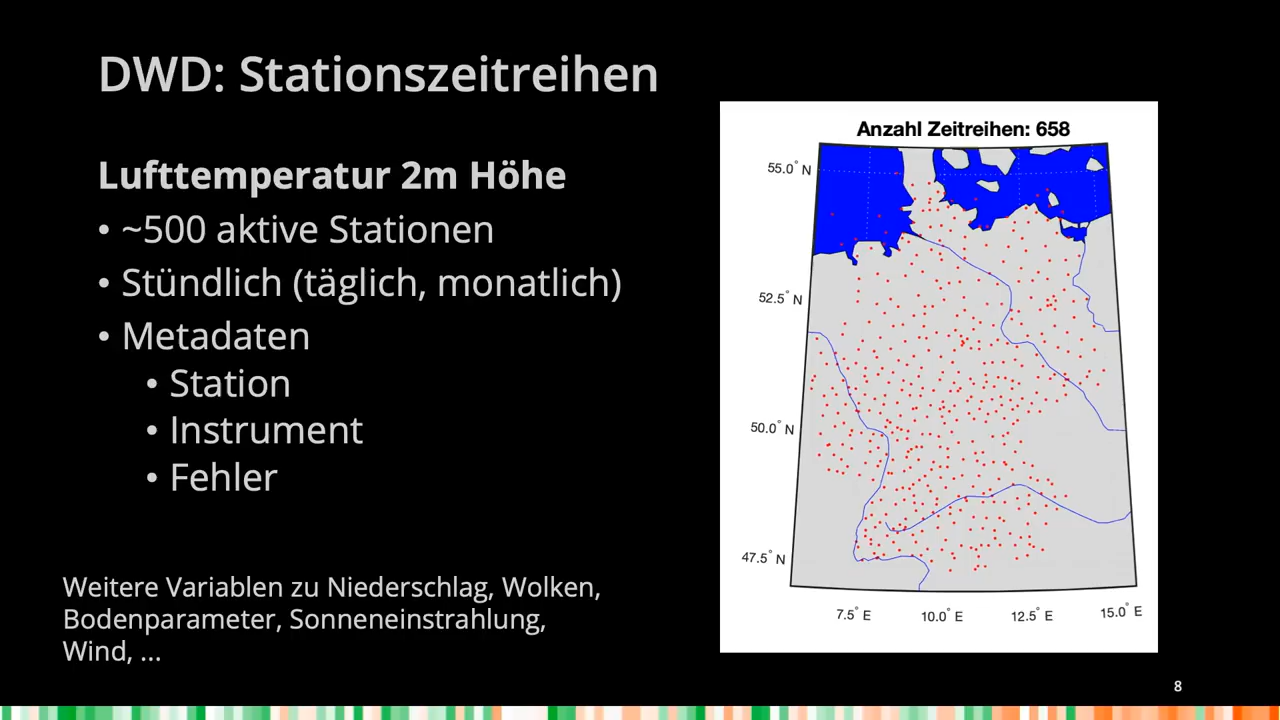 DWD: Stationszeitreihen
Lufttemperatur 2m Höhe
• ~500 aktive Stationen
• Stündlich (täglich, monatlich)
• Metadaten
• Station
• Instrument
• Fehler
Weitere Variablen zu Niederschlag, Wolken,
Bodenparameter, Sonneneinstrahlung,
Wind, ...
Anzahl Zeitreihen: 658
55.0° N
52.5° N
50.0° N
47.5° N
7.5° E
10.0° E
12.5° E
15.0° E
8